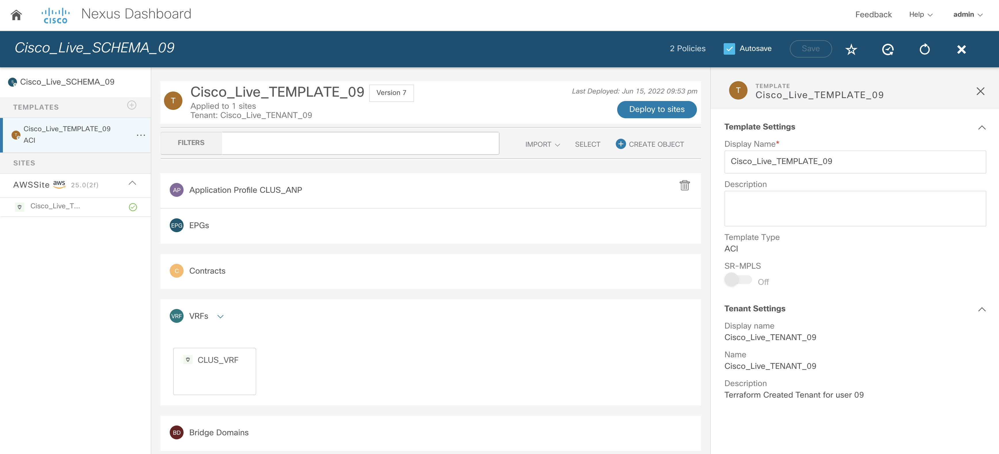 cisco Nexus Dashboard
Feedback
Help
admin
Cisco_Live_SCHEMA_09
2 Policies
Autosave
Save
S Cisco_Live_SCHEMA_09
TEMPLATES
T
Cisco_Live_TEMPLATE_09
ACI
SITES
AWSSite aws 25.0(2f)
Cisco_Live_T...
T
Cisco_Live_TEMPLATE_09
Version 7
Applied to 1 sites
Tenant: Cisco_Live_TENANT_09
Last Deployed: Jun 15, 2022 09:53 pm
Deploy to sites
FILTERS
IMPORT
SELECT
CREATE OBJECT
AP Application Profile CLUS_ANP
EPG EPGs
C Contracts
VRF VRFs
CLUS_VRF
BD Bridge Domains
T
TEMPLATE
Cisco_Live_TEMPLATE_09
Template Settings
Display Name*
Cisco_Live_TEMPLATE_09
Description
Template Type
ACI
SR-MPLS
Off
Tenant Settings
Display name
Cisco_Live_TENANT_09
Name
Cisco_Live_TENANT_09
Description
Terraform Created Tenant for user 09